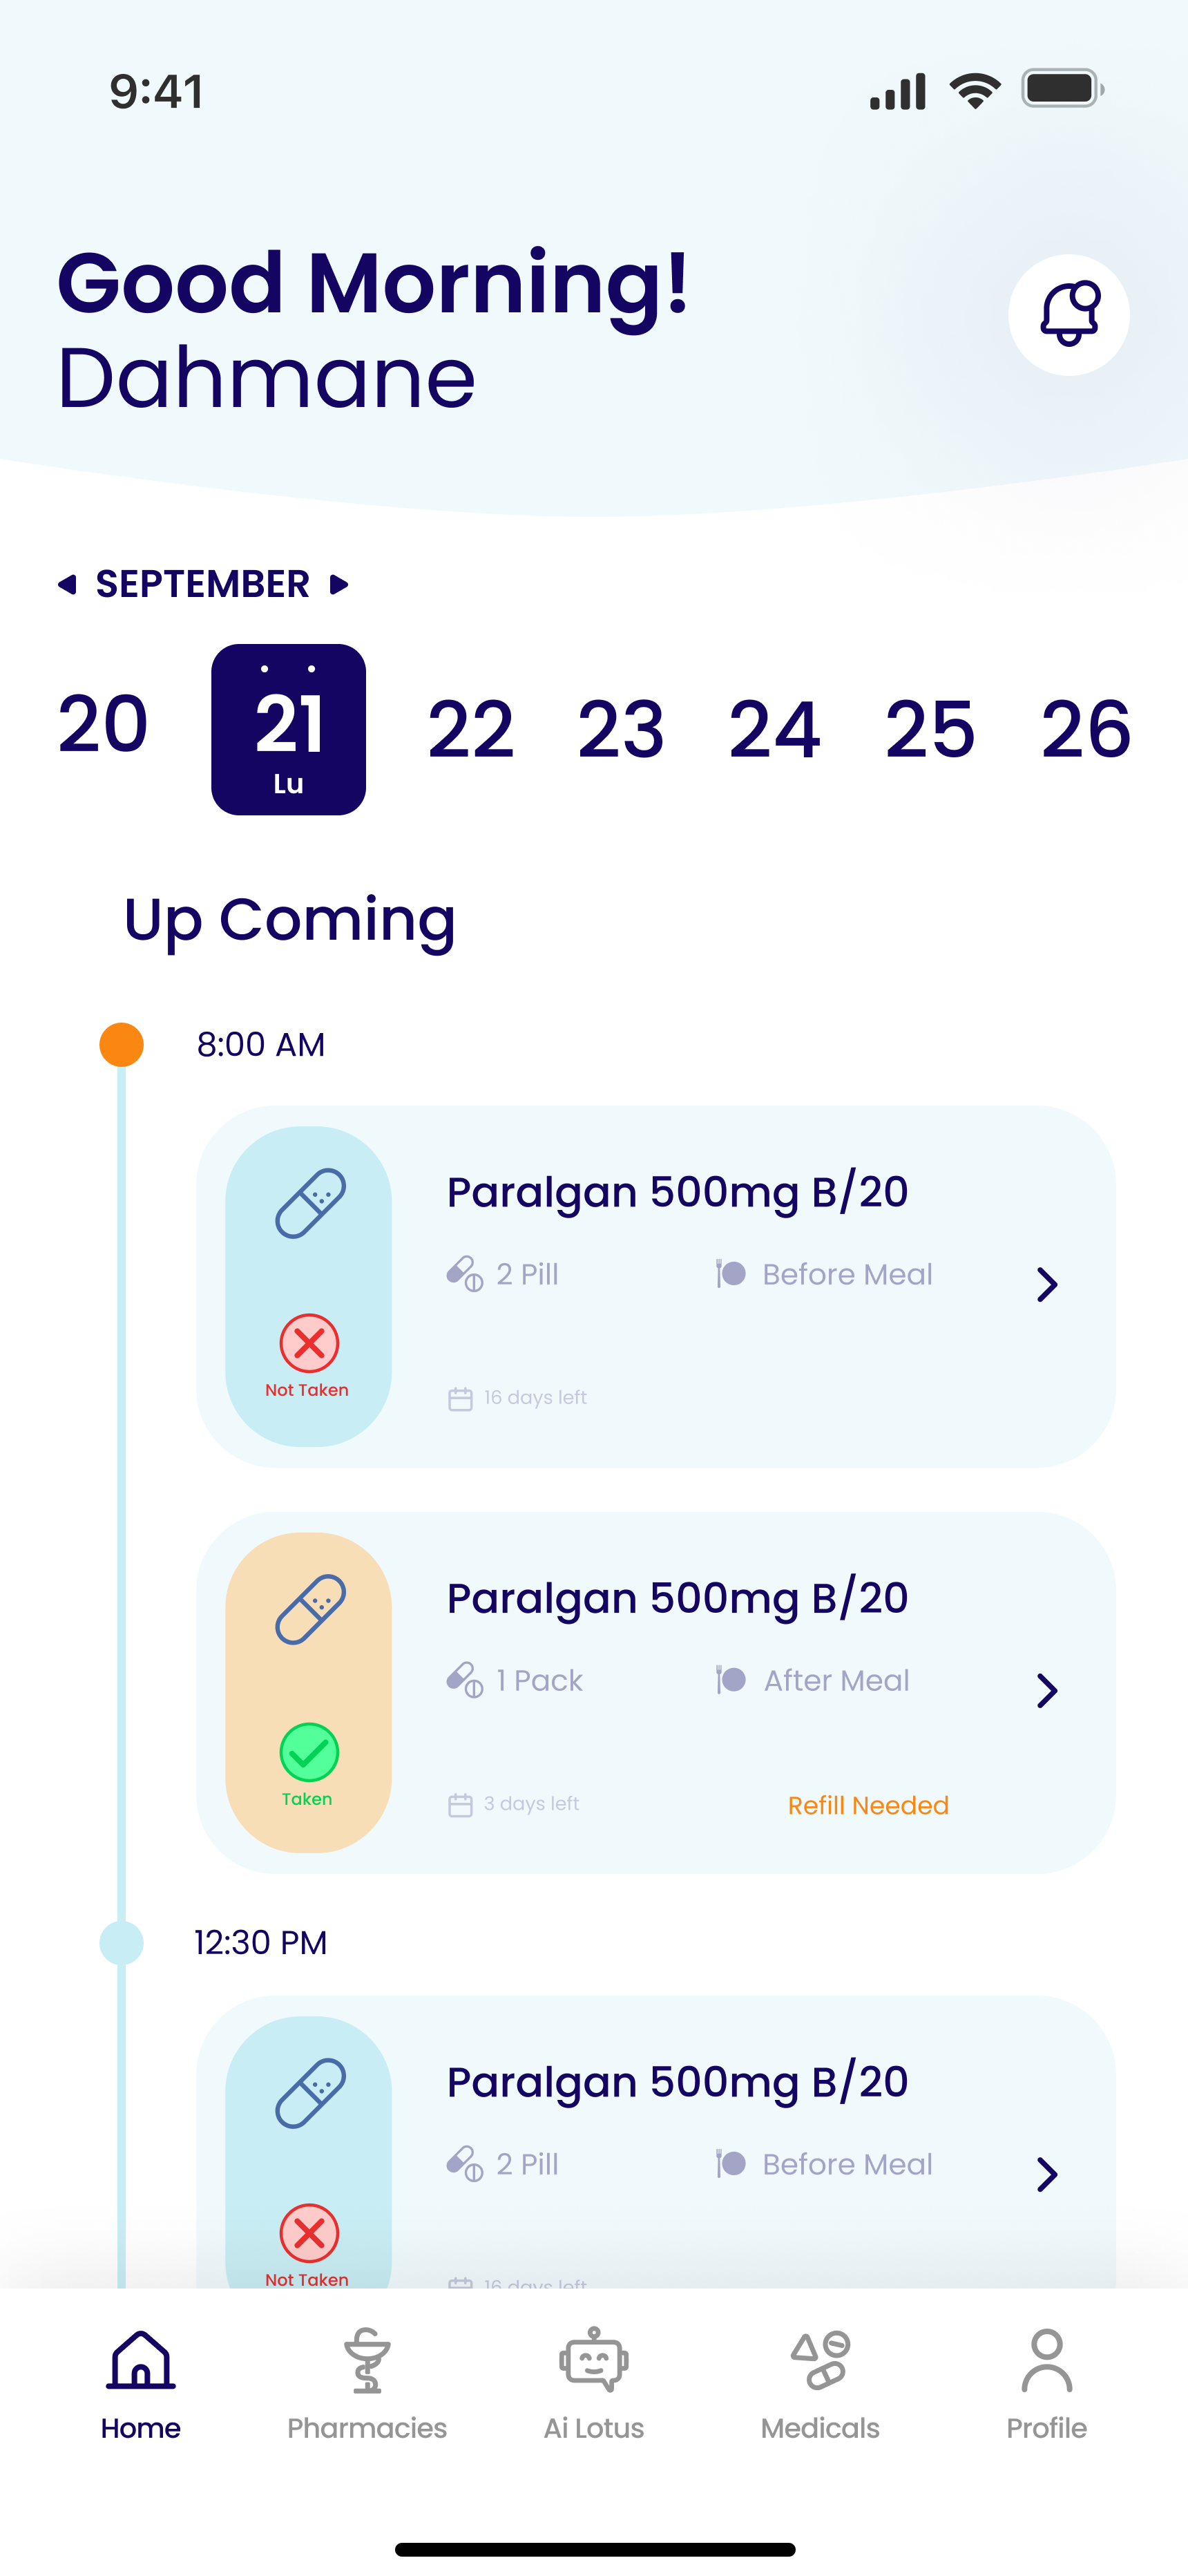 9:41
Good Morning!
Dahmane
SEPTEMBER
20 21 22 23 24 25 26
Lu
Up Coming
8:00 AM
Paralgan 500mg B/20
2 Pill Before Meal
Not Taken
16 days left
Paralgan 500mg B/20
1 Pack After Meal
Taken
3 days left Refill Needed
12:30 PM
Paralgan 500mg B/20
2 Pill Before Meal
Not Taken
16 days left
Home Pharmacies Ai Lotus Medicals Profile